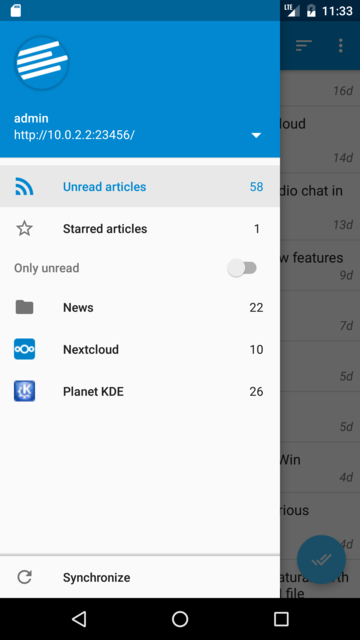 LTE 11:33
16d
admin
http://10.0.2.2:23456/
loud
14d
Unread articles 58
dio chat in
13d
Starred articles 1
w features
9d
Only unread
News 22
7d
Nextcloud 10
5d
Planet KDE 26
5d
Win
4d
rious
4d
Synchronize
file